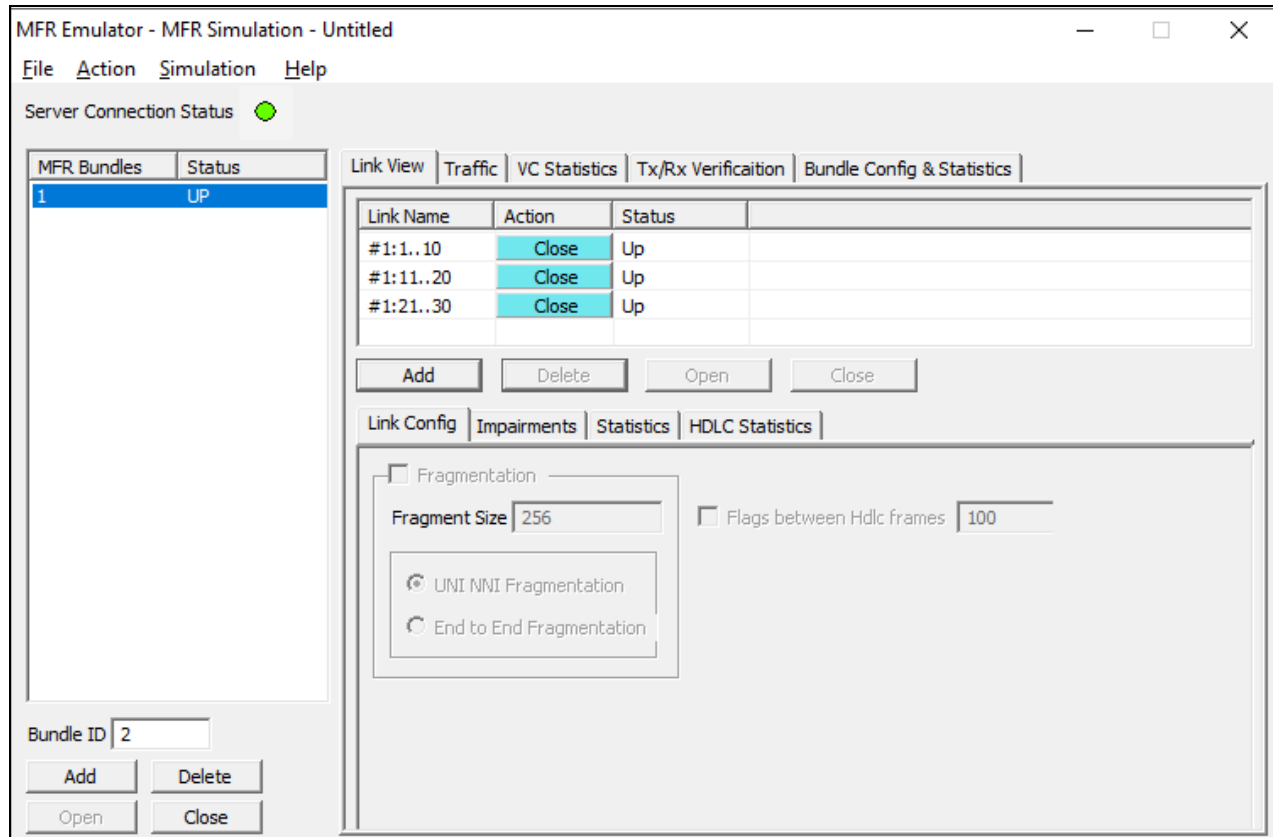 MFR Emulator - MFR Simulation - Untitled
File Action Simulation Help
Server Connection Status
MFR Bundles Status
1 UP
Bundle ID 2
Add Delete
Open Close
Link View Traffic VC Statistics Tx/Rx Verificaition Bundle Config & Statistics
Link Name Action Status
#1:1..10 Close Up
#1:11..20 Close Up
#1:21..30 Close Up
Add Delete Open Close
Link Config Impairments Statistics HDLC Statistics
Fragmentation
Fragment Size 256 Flags between Hdlc frames 100
UNI NNI Fragmentation
End to End Fragmentation